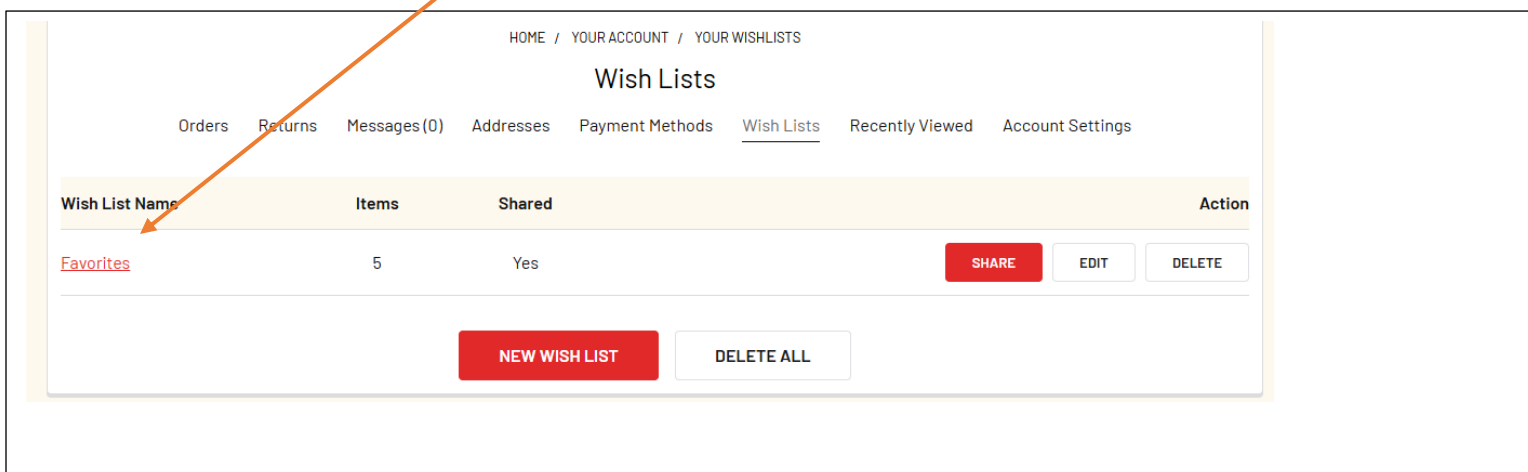 HOME / YOUR ACCOUNT / YOUR WISHLISTS
Wish Lists
Orders Returns Messages (0) Addresses Payment Methods Wish Lists Recently Viewed Account Settings
Wish List Name Items Shared Action
Favorites 5 Yes SHARE EDIT DELETE
NEW WISH LIST DELETE ALL